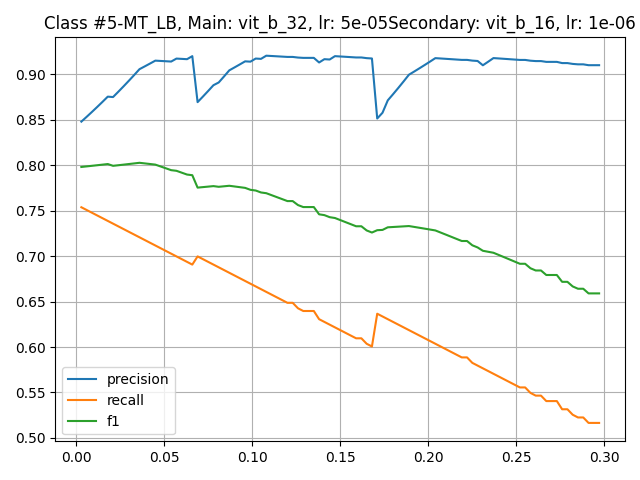 Class #5-MT_LB, Main: vit_b_32, lr: 5e-05Secondary: vit_b_16, lr: 1e-06
0.90
0.85
0.80
0.75
0.70
0.65
0.60
0.55
0.50
precision
recall
f1
0.00 0.05 0.10 0.15 0.20 0.25 0.30